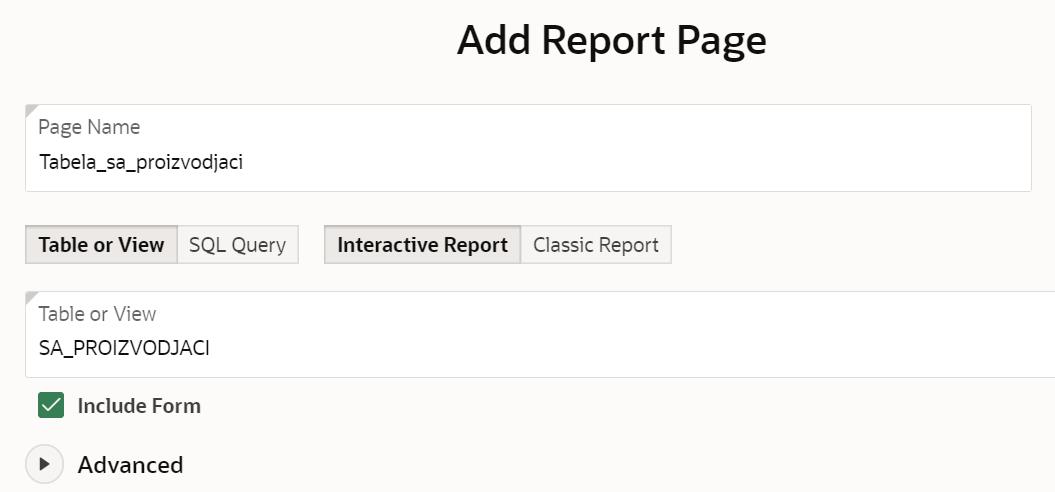 Add Report Page
Page Name
Tabela_sa_proizvodjaci
Table or View SQL Query Interactive Report Classic Report
Table or View
SA_PROIZVODJACI
Include Form
Advanced